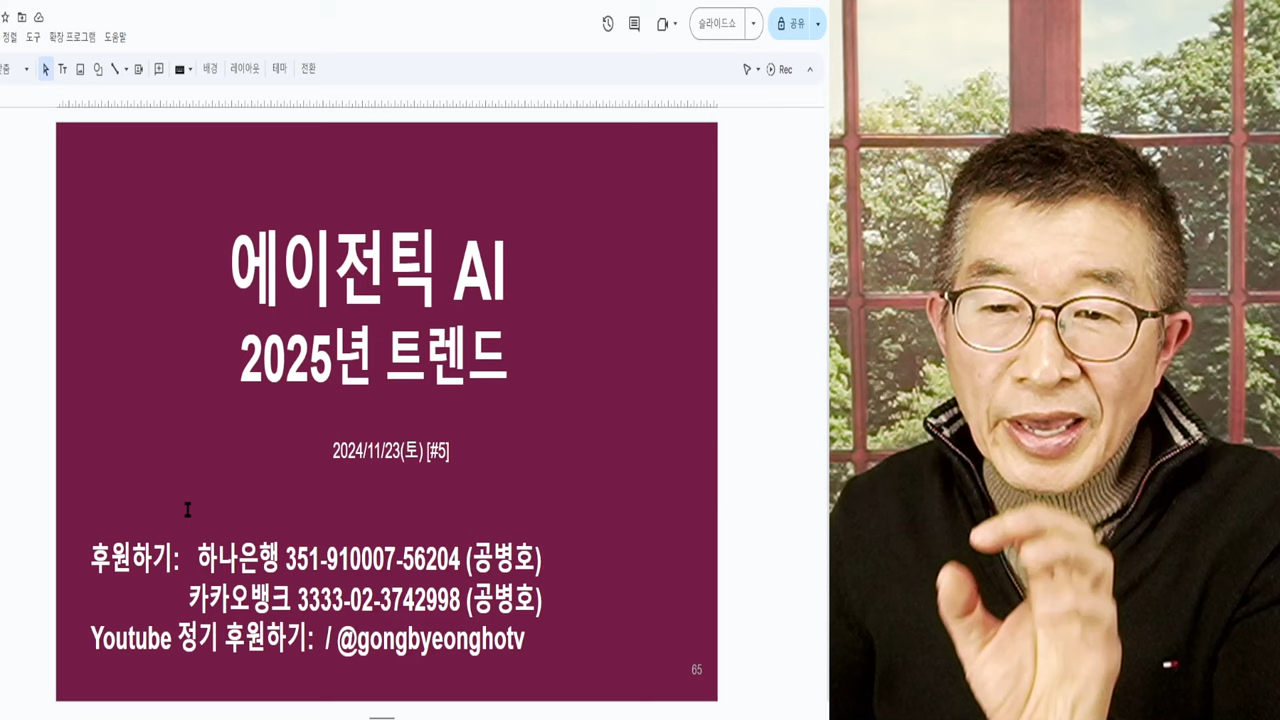 정렬 도구 확장 프로그램 도움말
슬라이드쇼
공유
배경 레이아웃 테마 전환
Rec
에이전틱 AI
2025년 트렌드
2024/11/23(토) [#5]
후원하기: 하나은행 351-910007-56204 (공병호)
카카오뱅크 3333-02-3742998 (공병호)
Youtube 정기 후원하기: / @gongbyeonghotv
65